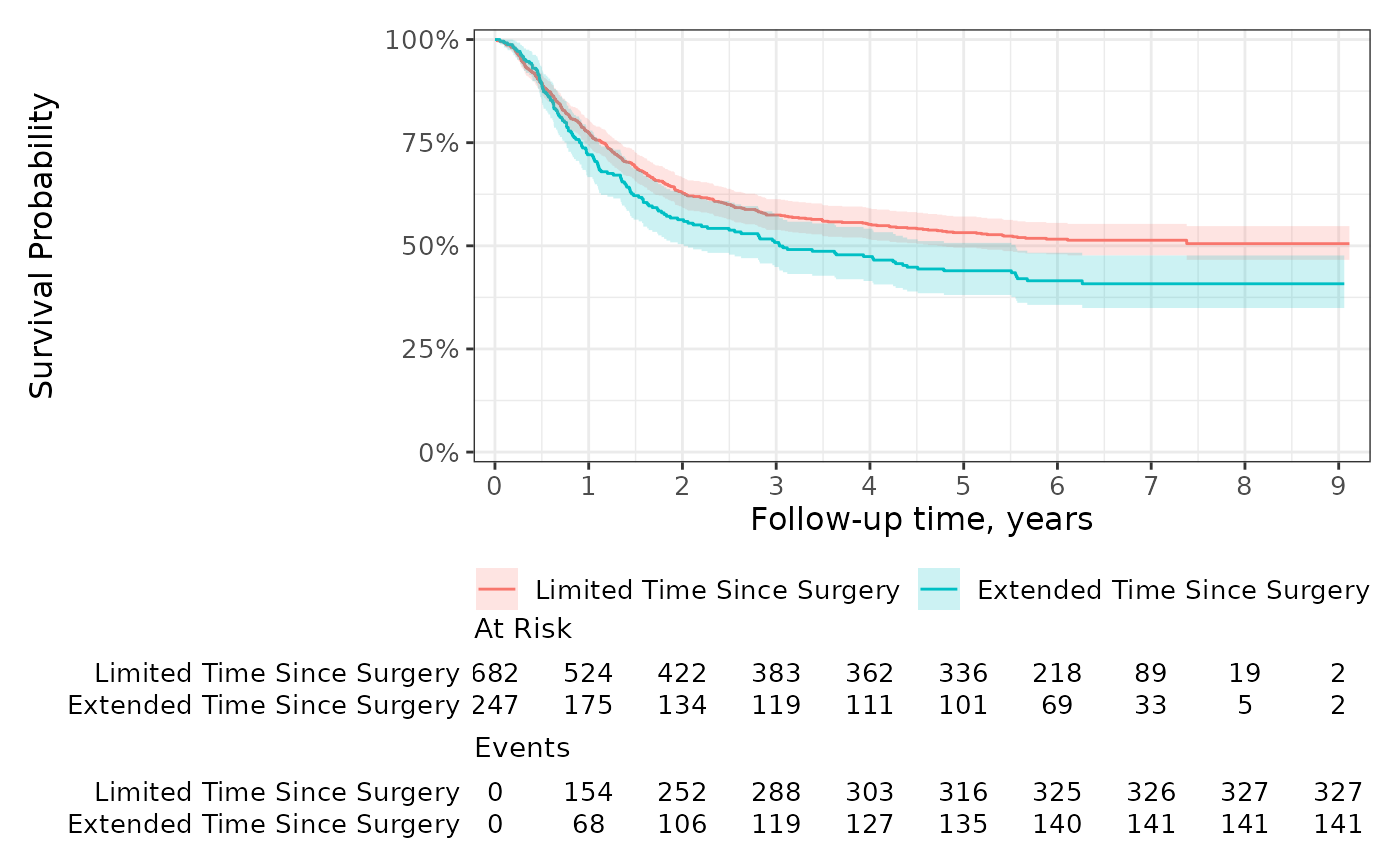 Survival Probability
100%
75%
50%
25%
0%
0 1 2 3 4 5 6 7 8 9
Follow-up time, years
Limited Time Since Surgery Extended Time Since Surgery
At Risk
Limited Time Since Surgery 682 524 422 383 362 336 218 89 19 2
Extended Time Since Surgery 247 175 134 119 111 101 69 33 5 2
Events
Limited Time Since Surgery 0 154 252 288 303 316 325 326 327 327
Extended Time Since Surgery 0 68 106 119 127 135 140 141 141 141